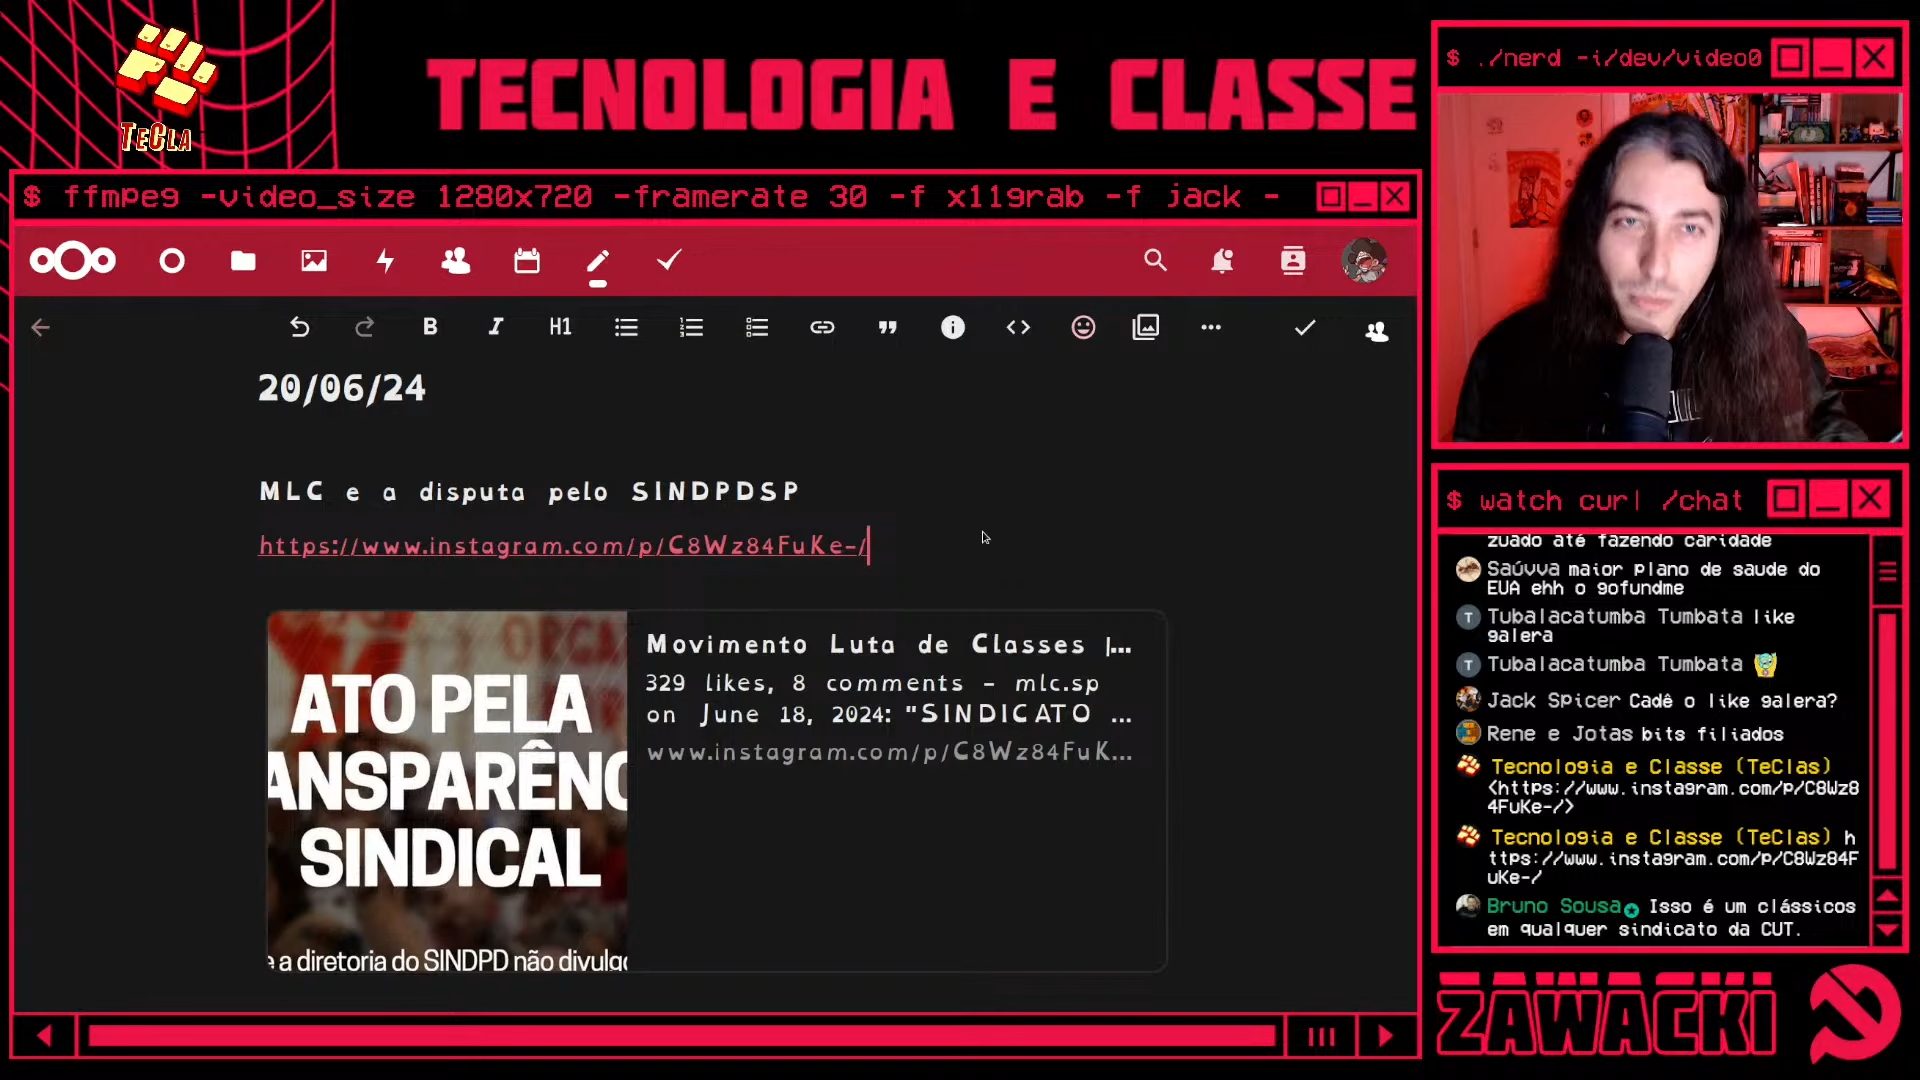 TECNOLOGIA E CLASSE
TECLA
$ ffmpeg -video_size 1280x720 -framerate 30 -f x11grab -f jack -
B I H1
20/06/24
MLC e a disputa pelo SINDPDSP
https://www.instagram.com/p/C8Wz84FuKe-/
ATO PELA
ANSPARÊNC
SINDICAL
e a diretoria do SINDPD não divulga
Movimento Luta de Classes |...
329 likes, 8 comments - mlc.sp
on June 18, 2024: "SINDICATO ...
www.instagram.com/p/C8Wz84FuK...
$ ./nerd -i/dev/video0
$ watch curl /chat
zuado até fazendo caridade
Saúvva maior plano de saude do
EUA ehh o gofundme
T Tubalacatumba Tumbata like
galera
T Tubalacatumba Tumbata
Jack Spicer Cadê o like galera?
Rene e Jotas bits filiados
Tecnologia e Classe (TeClas)
<https://www.instagram.com/p/C8Wz8
4FuKe-/>
Tecnologia e Classe (TeClas) h
ttps://www.instagram.com/p/C8Wz84F
uKe-/
Bruno Sousa Isso é um clássicos
em qualquer sindicato da CUT.
ZAWACKI